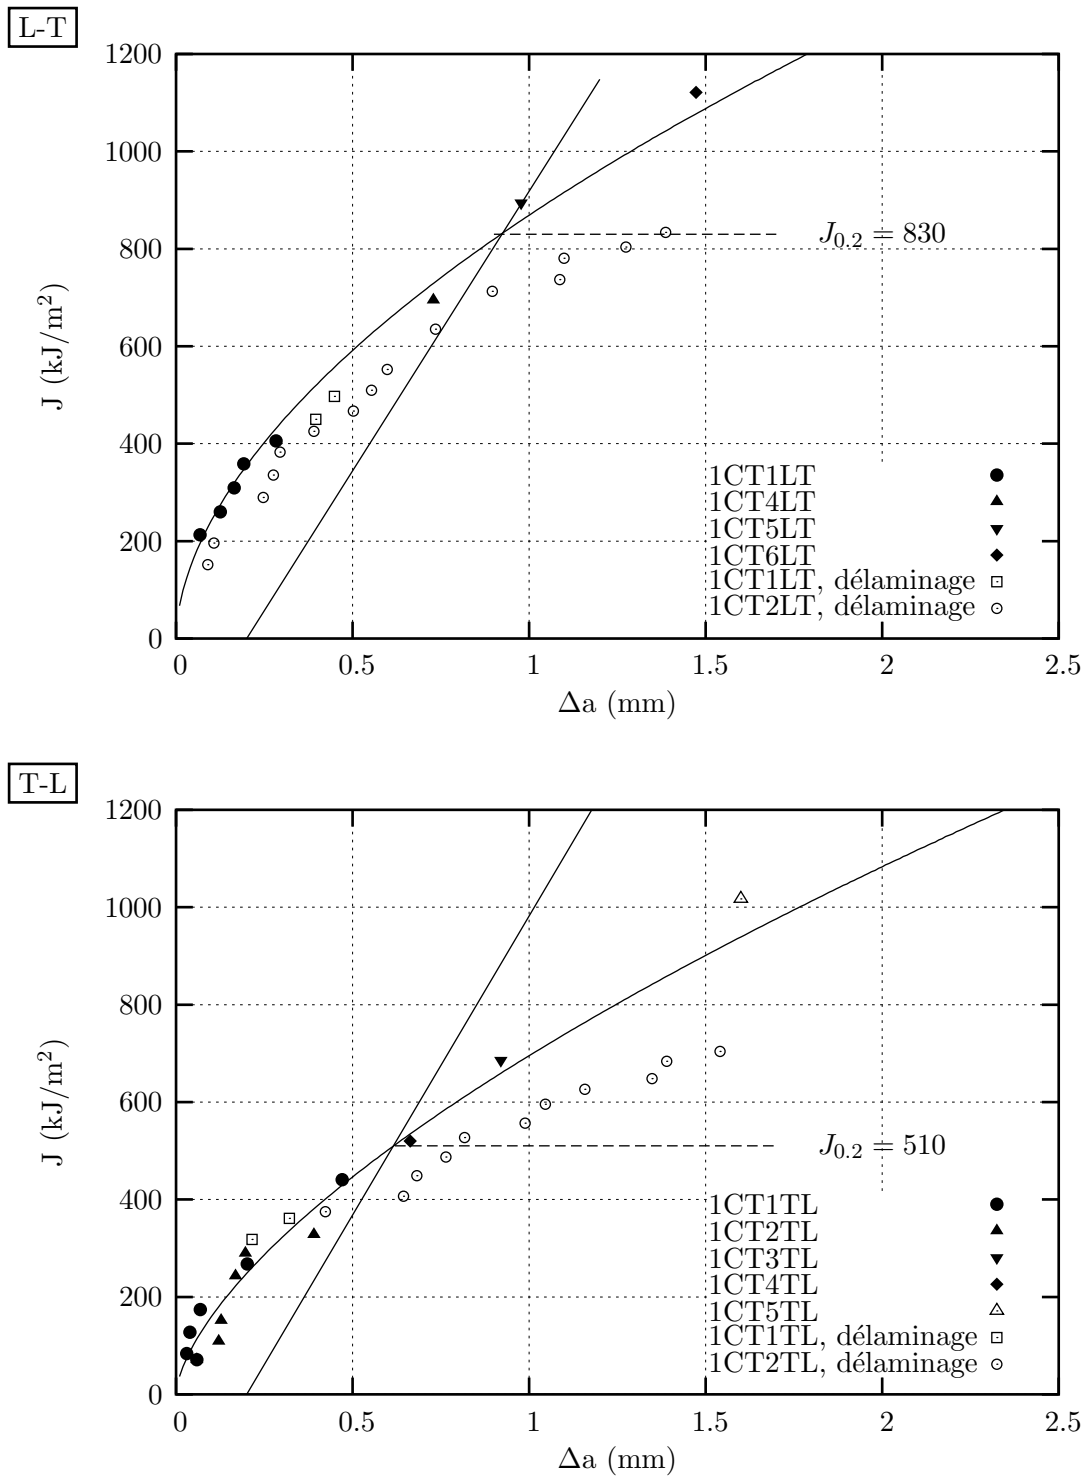 L-T
1200
1000
800
600
400
200
0
J (kJ/m²)
J₀.₂ = 830
1CT1LT
1CT4LT
1CT5LT
1CT6LT
1CT1LT, délaminage
1CT2LT, délaminage
0 0.5 1 1.5 2 2.5
Δa (mm)
T-L
1200
1000
800
600
400
200
0
J (kJ/m²)
J₀.₂ = 510
1CT1TL
1CT2TL
1CT3TL
1CT4TL
1CT5TL
1CT1TL, délaminage
1CT2TL, délaminage
0 0.5 1 1.5 2 2.5
Δa (mm)